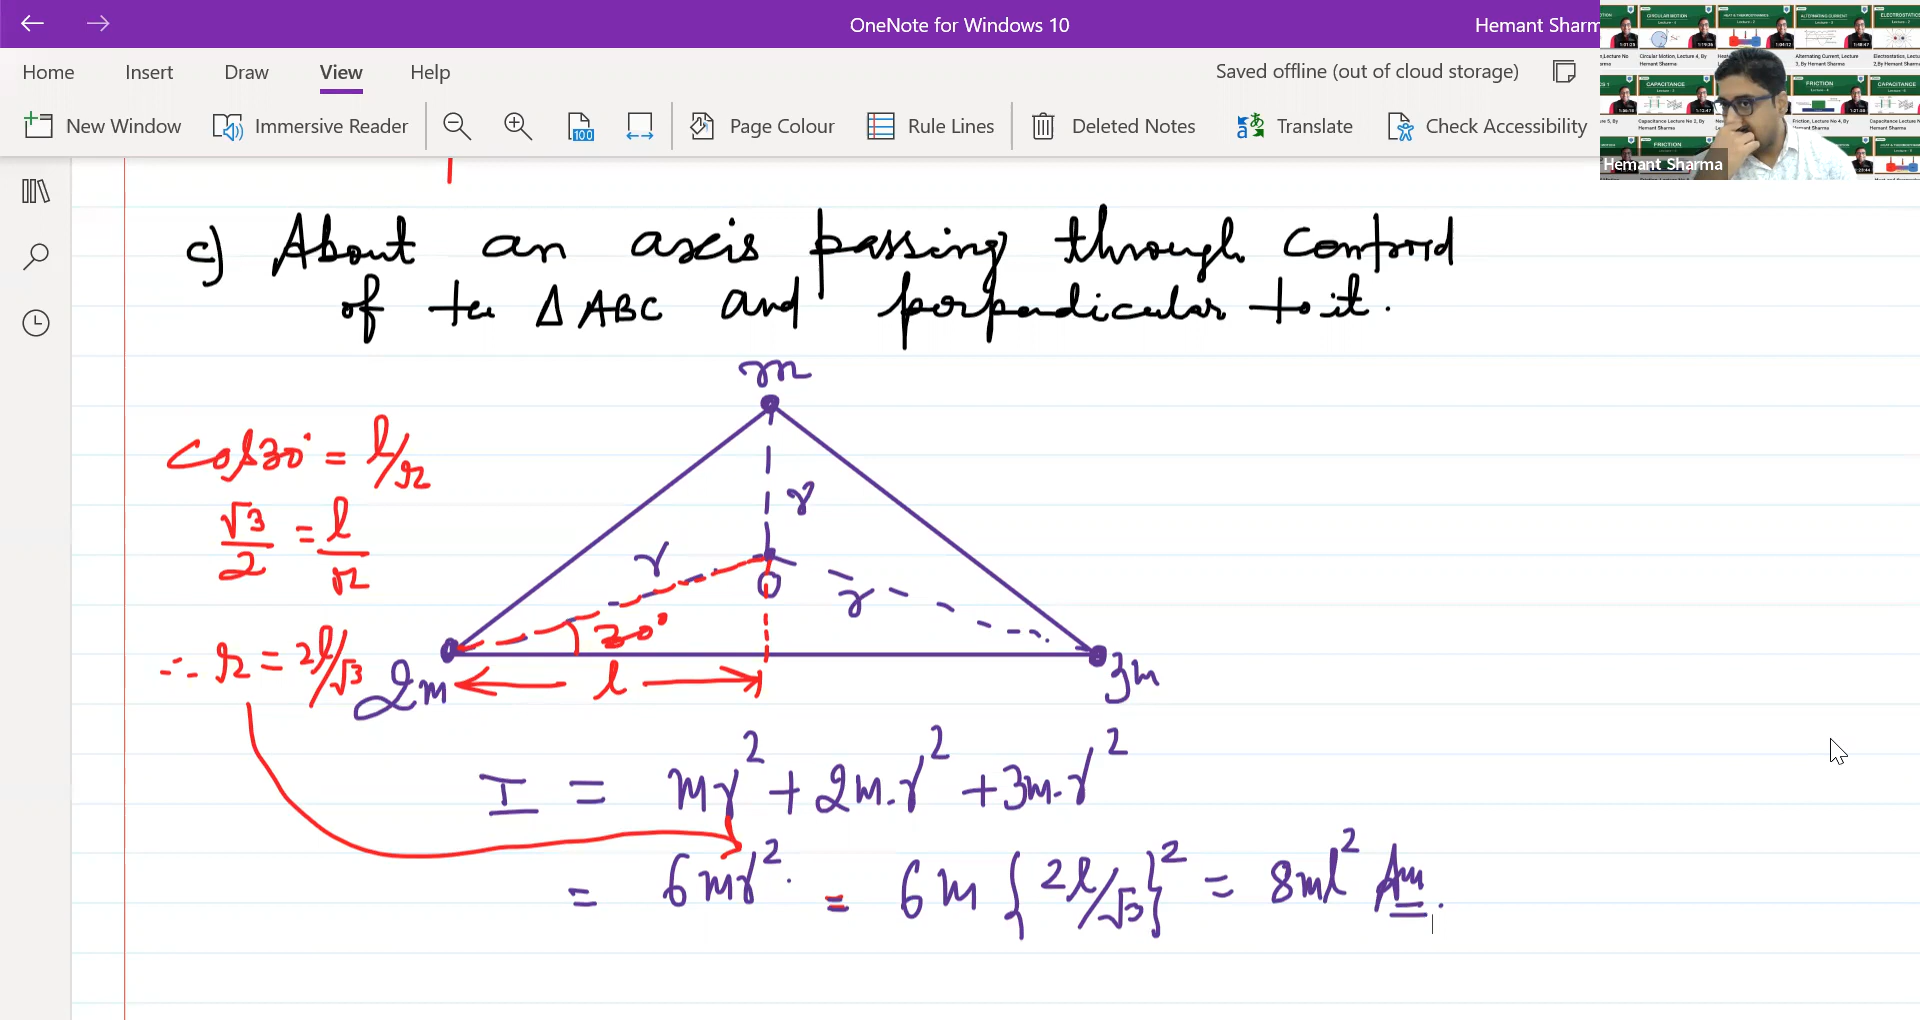 OneNote for Windows 10
Hemant Sharm
Home Insert Draw View Help
Saved offline (out of cloud storage)
New Window Immersive Reader 100 Page Colour Rule Lines Deleted Notes Translate Check Accessibility
Hemant Sharma
c) About an axis passing through Centroid
of the Δ ABC and perpendicular to it.
m
cos30° = l/r
√3/2 = l/r
∴ r = 2l/√3
r
r
r
O
30°
l
2m
3m
I = mr² + 2m.r² + 3m.r²
= 6mr². = 6m {2l/√3}² = 8ml² Ans.